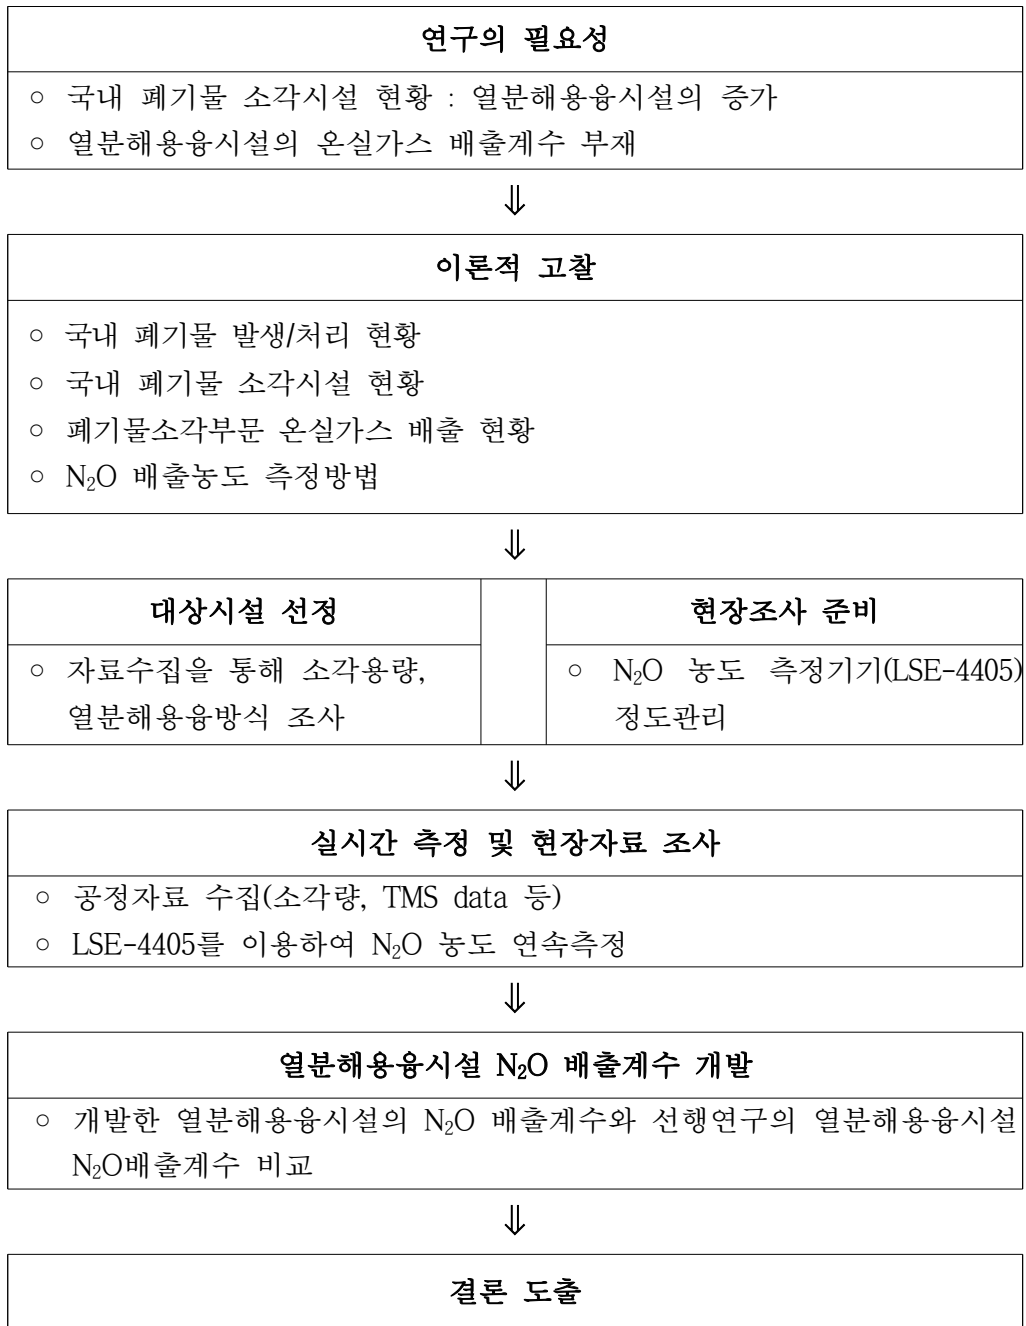 연구의 필요성
○ 국내 폐기물 소각시설 현황 : 열분해용융시설의 증가
○ 열분해용융시설의 온실가스 배출계수 부재
⇓
이론적 고찰
○ 국내 폐기물 발생/처리 현황
○ 국내 폐기물 소각시설 현황
○ 폐기물소각부문 온실가스 배출 현황
○ N₂O 배출농도 측정방법
⇓
대상시설 선정
○ 자료수집을 통해 소각용량,
열분해용융방식 조사
현장조사 준비
○ N₂O 농도 측정기기(LSE-4405)
정도관리
⇓
실시간 측정 및 현장자료 조사
○ 공정자료 수집(소각량, TMS data 등)
○ LSE-4405를 이용하여 N₂O 농도 연속측정
⇓
열분해용융시설 N₂O 배출계수 개발
○ 개발한 열분해용융시설의 N₂O 배출계수와 선행연구의 열분해용융시설
N₂O배출계수 비교
⇓
결론 도출